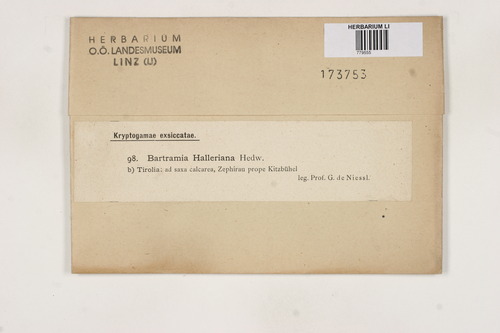 HERBARIUM
O.Ö. LANDESMUSEUM
LINZ (LI)
HERBARIUM LI
173753
Kryptogamae exsiccatae.
98. Bartramia Halleriana Hedw.
b) Tirolia: ad saxa calcarea, Zephirau prope Kitzbühel
leg. Prof. G. de Niessl.